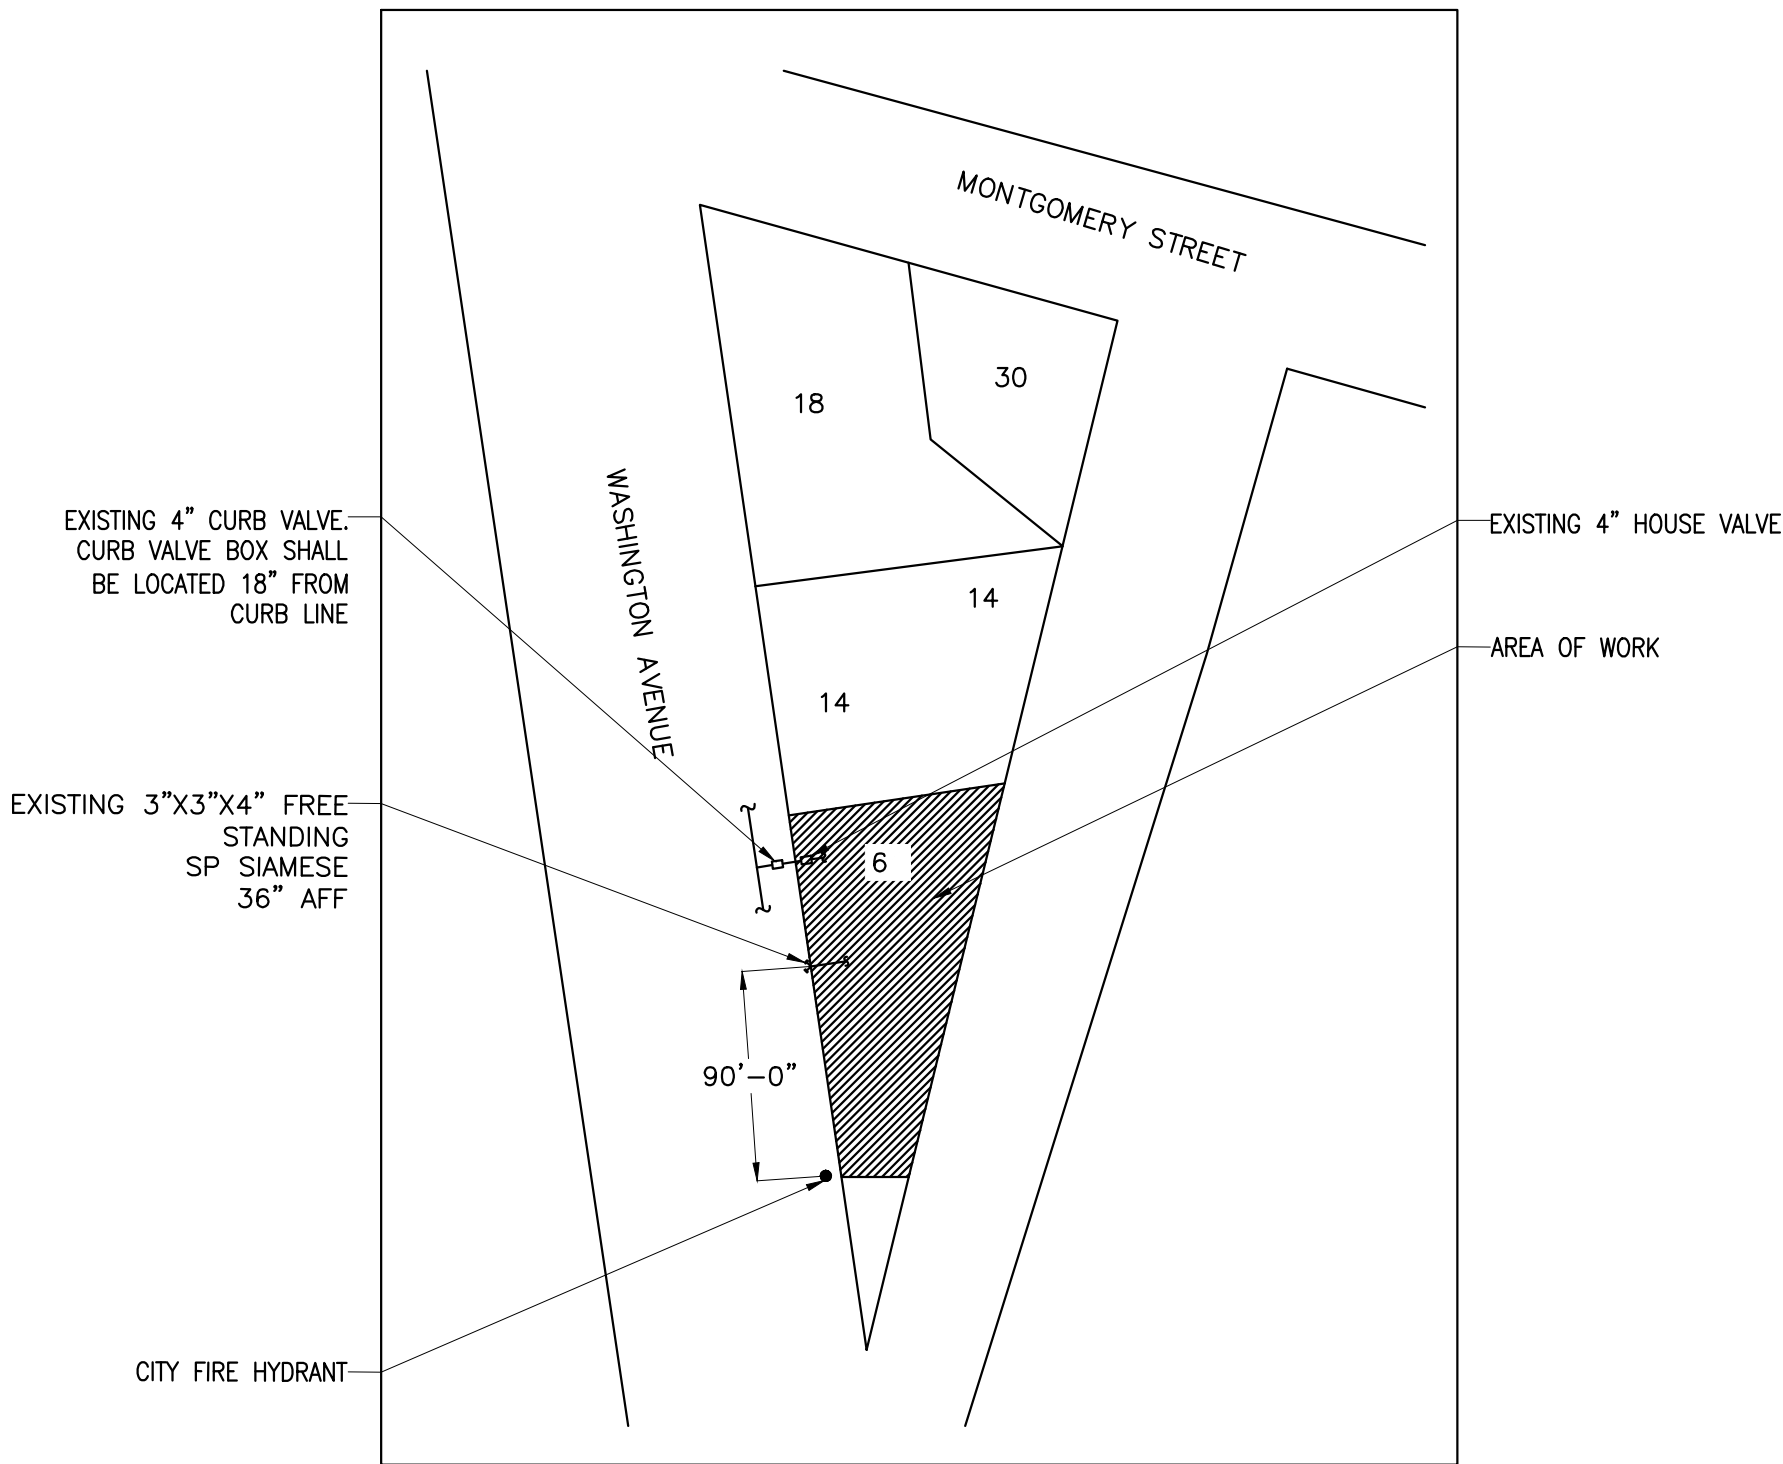 MONTGOMERY STREET
30
18
WASHINGTON AVENUE
EXISTING 4” CURB VALVE.
CURB VALVE BOX SHALL
BE LOCATED 18” FROM
CURB LINE
EXISTING 4” HOUSE VALVE
14
AREA OF WORK
14
EXISTING 3”X3”X4” FREE
STANDING
SP SIAMESE
36” AFF
6
90’-0”
CITY FIRE HYDRANT